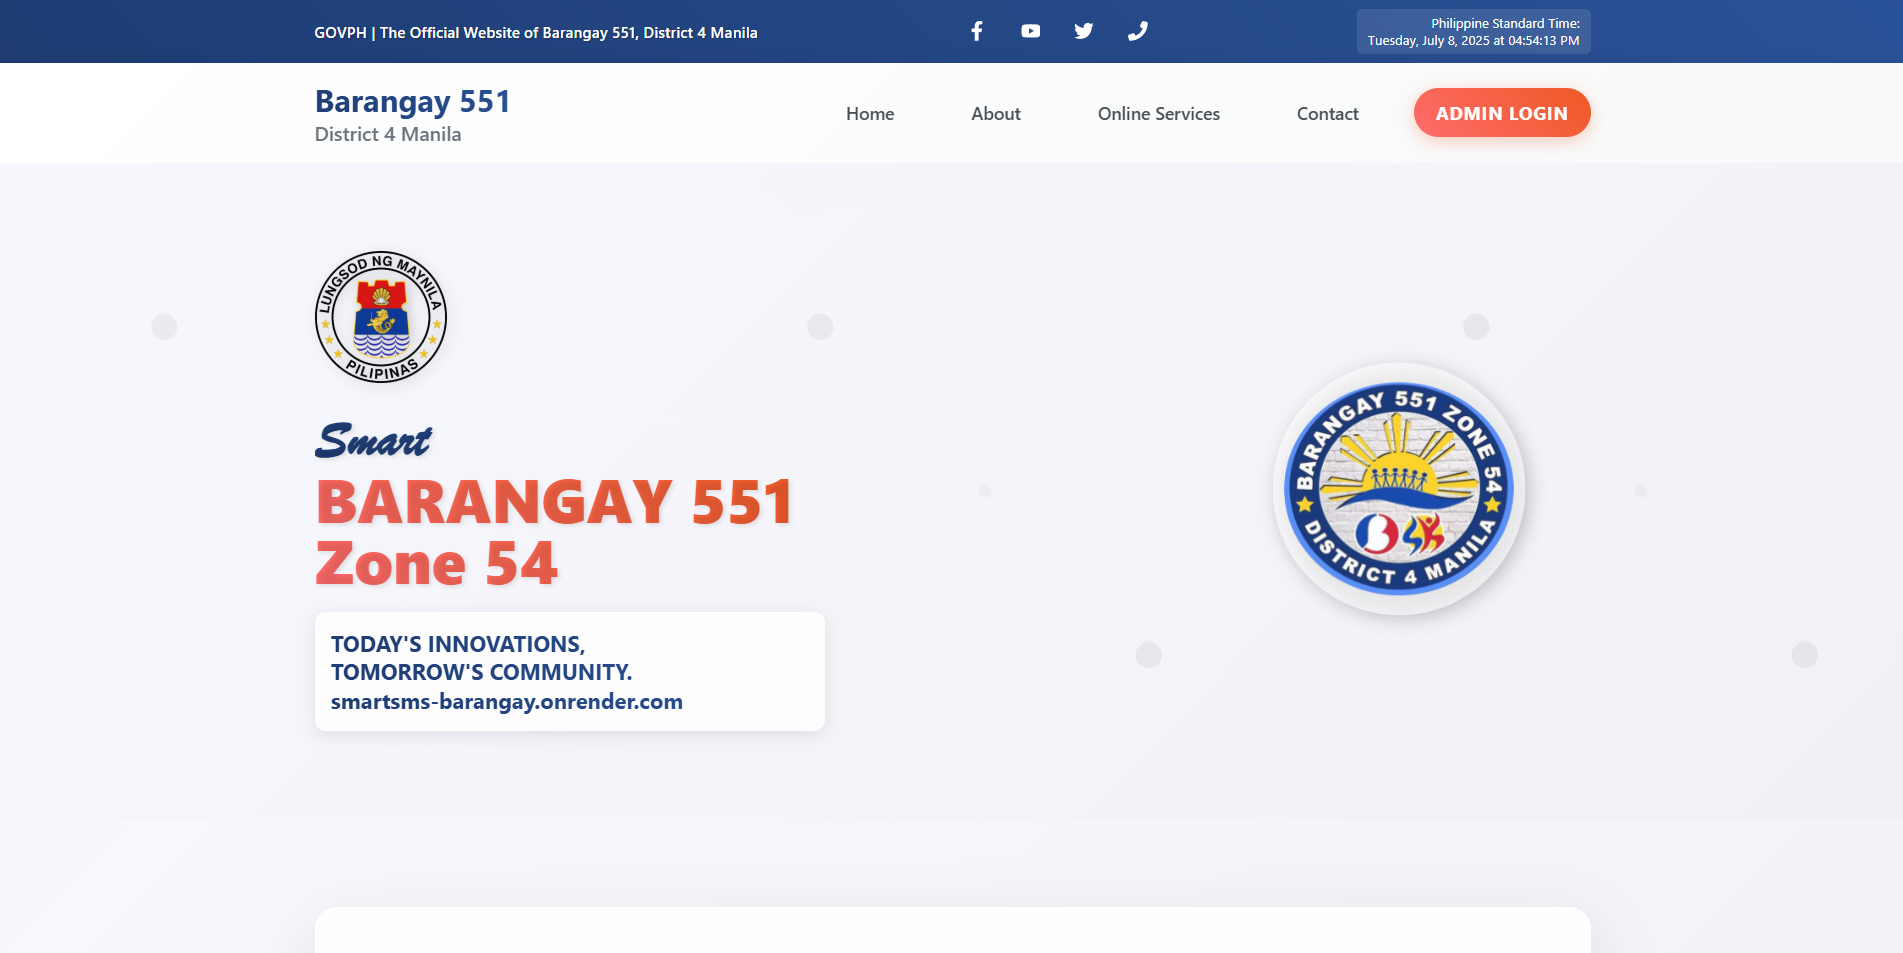 GOVPH | The Official Website of Barangay 551, District 4 Manila
Philippine Standard Time:
Tuesday, July 8, 2025 at 04:54:13 PM
Barangay 551
District 4 Manila
Home
About
Online Services
Contact
ADMIN LOGIN
LUNGSOD NG MAYNILA
PILIPINAS
Smart
BARANGAY 551
Zone 54
TODAY'S INNOVATIONS,
TOMORROW'S COMMUNITY.
smartsms-barangay.onrender.com
BARANGAY 551 ZONE 54
DISTRICT 4 MANILA